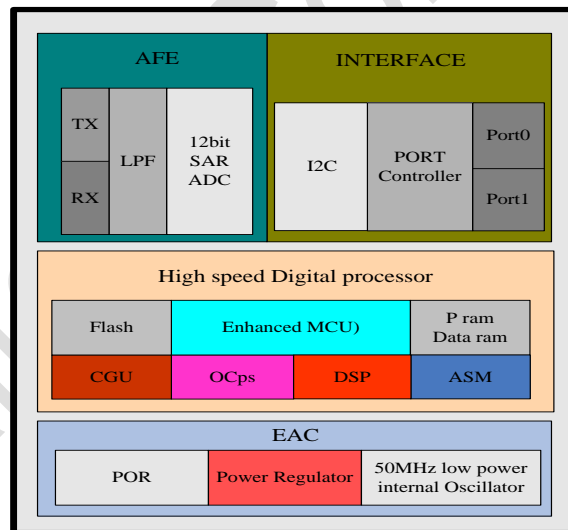 AFE
INTERFACE
TX
RX
LPF
12bit
SAR
ADC
I2C
PORT
Controller
Port0
Port1
High speed Digital processor
Flash
Enhanced MCU)
P ram
Data ram
CGU
OCps
DSP
ASM
EAC
POR
Power Regulator
50MHz low power
internal Oscillator